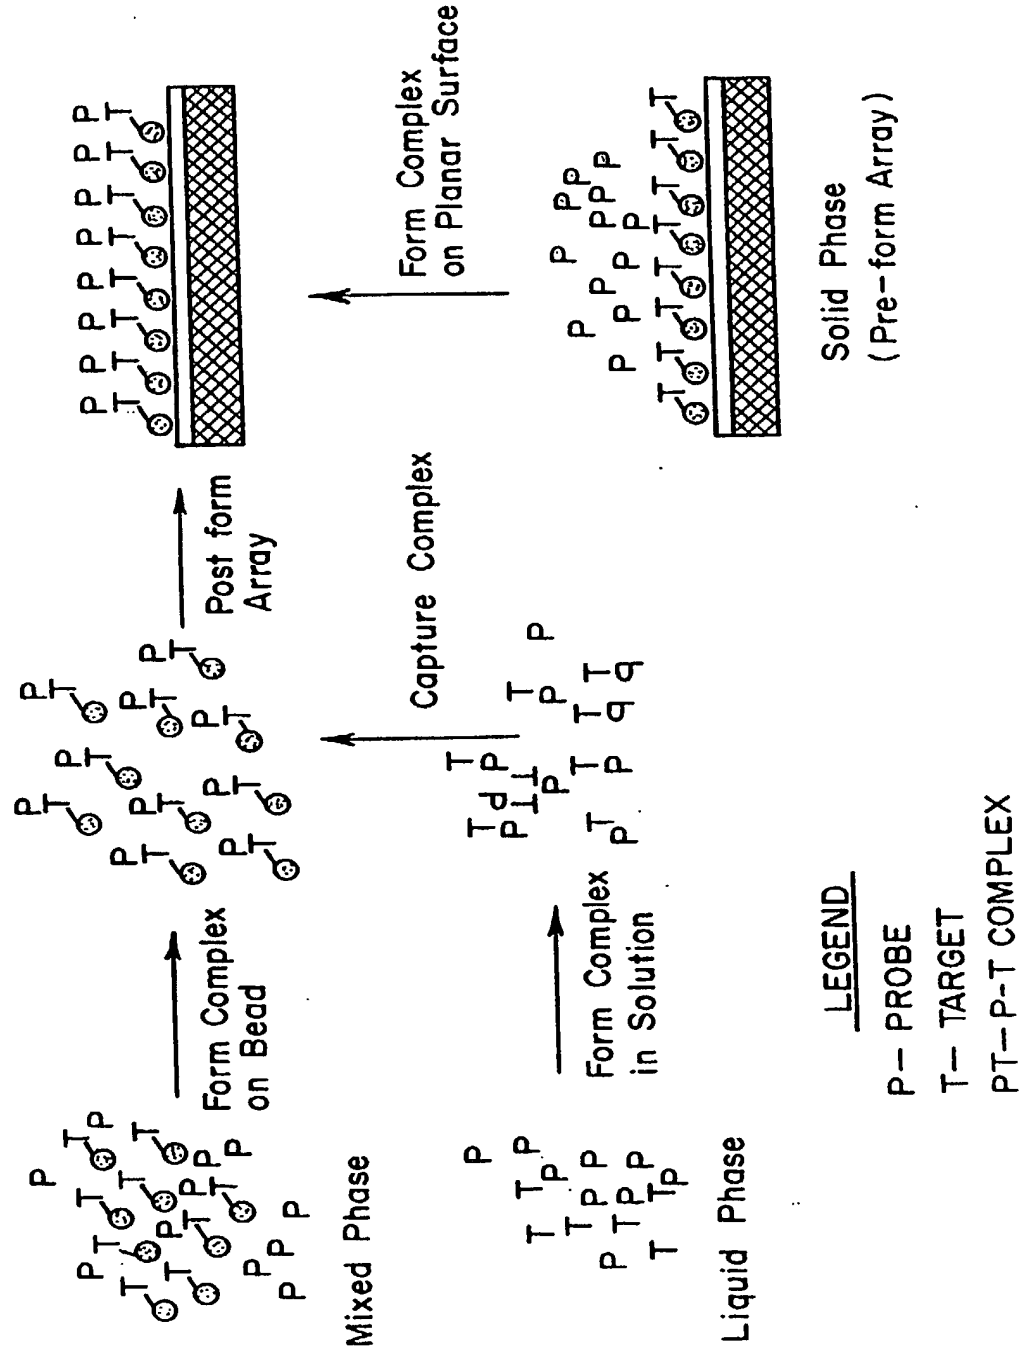 Form Complex
on Bead
Post form
Array
Mixed Phase
Capture Complex
Form Complex
on Planar Surface
Form Complex
in Solution
Liquid Phase
Solid Phase
(Pre-form Array)
LEGEND
P- PROBE
T- TARGET
PT-P-T COMPLEX